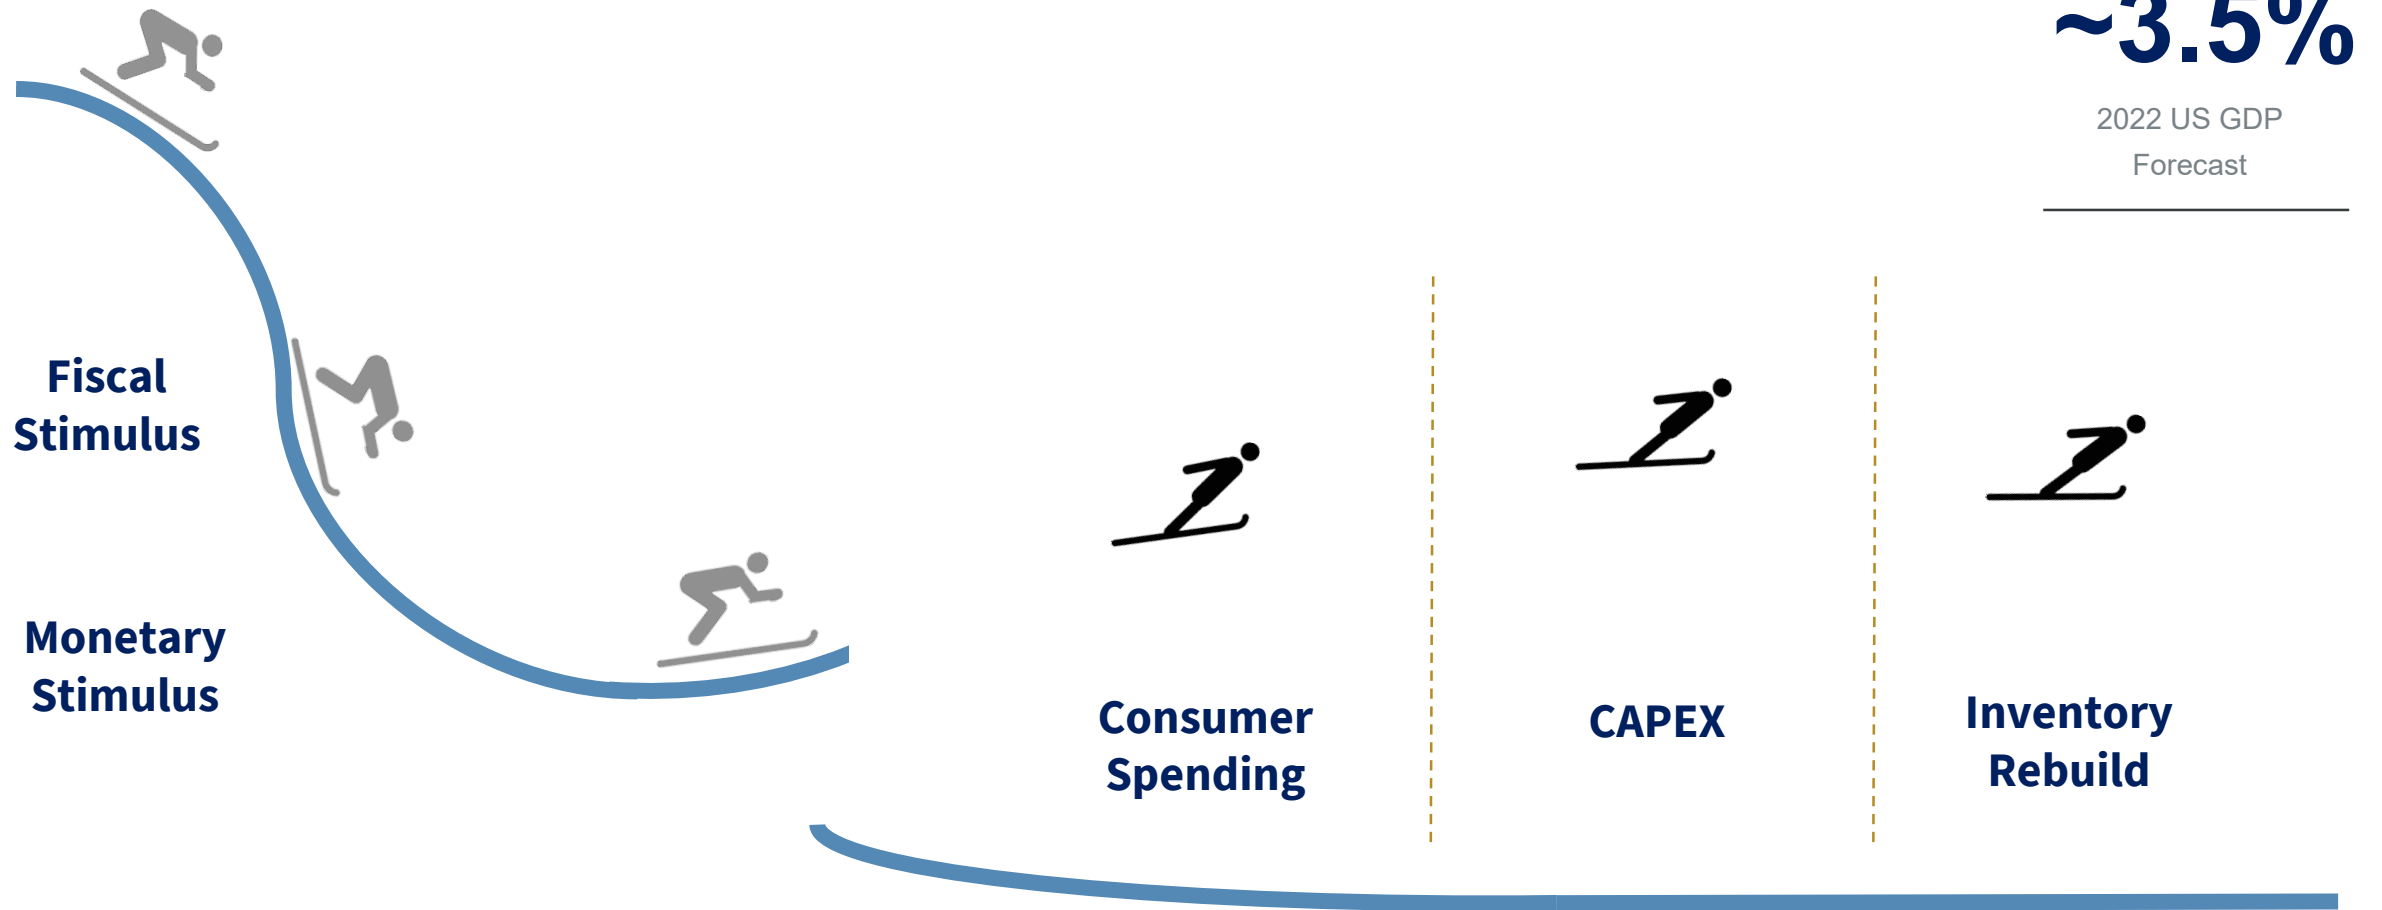 ~3.5%
2022 US GDP
Forecast
Fiscal
Stimulus
Monetary
Stimulus
Consumer
Spending
CAPEX
Inventory
Rebuild